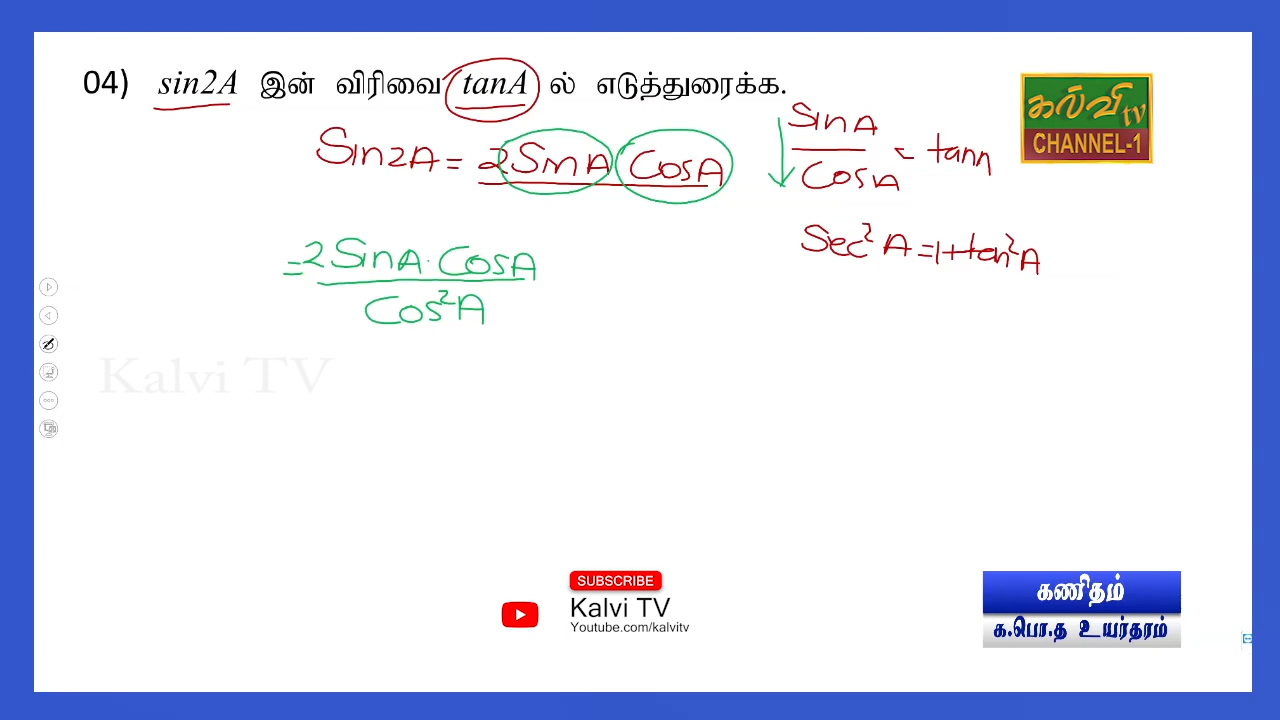 04) sin2A இன் விரிவை tanA ல் எடுத்துரைக்க.
கல்வி tv
CHANNEL-1
Sin2A = 2SinA CosA
SinA / CosA = tanA
Sec²A = 1+tan²A
= 2SinA · CosA / Cos²A
Kalvi TV
SUBSCRIBE
Kalvi TV
Youtube.com/kalvitv
கணிதம்
க.பொ.த உயர்தரம்